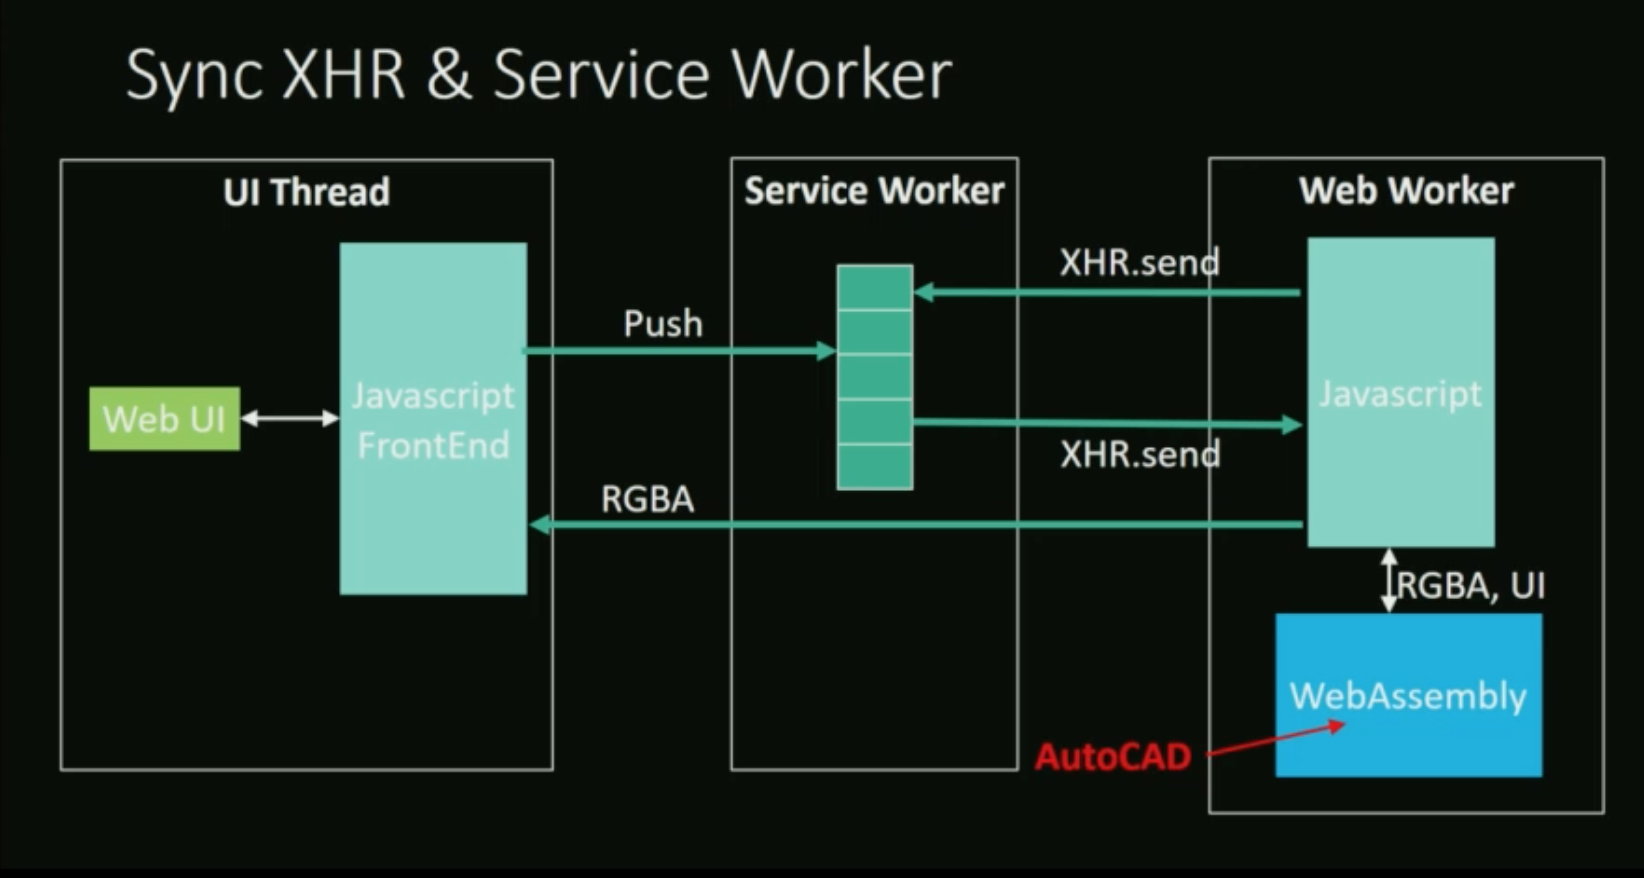 Sync XHR & Service Worker
UI Thread
Web UI
Javascript
FrontEnd
Push
RGBA
Service Worker
XHR.send
XHR.send
Web Worker
Javascript
RGBA, UI
WebAssembly
AutoCAD